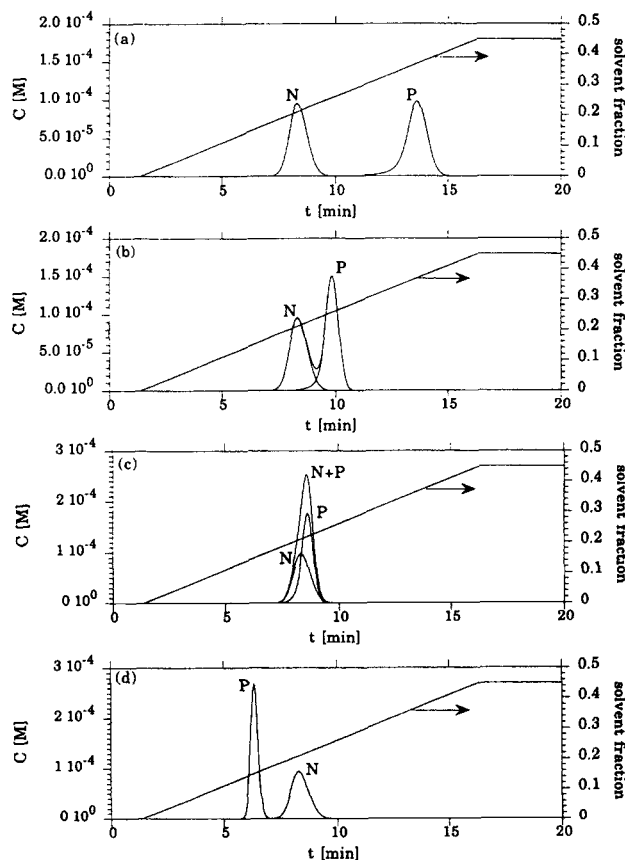 (a)
C [M]
2.0 10⁻⁴
1.5 10⁻⁴
1.0 10⁻⁴
5.0 10⁻⁵
0.0 10⁰
N
P
0.5
0.4
0.3
0.2
0.1
0
solvent fraction
0 5 10 15 20
t [min]
(b)
C [M]
2.0 10⁻⁴
1.5 10⁻⁴
1.0 10⁻⁴
5.0 10⁻⁵
0.0 10⁰
N
P
0.5
0.4
0.3
0.2
0.1
0
solvent fraction
0 5 10 15 20
t [min]
(c)
C [M]
3 10⁻⁴
2 10⁻⁴
1 10⁻⁴
0 10⁰
N+P
P
N
0.5
0.4
0.3
0.2
0.1
0
solvent fraction
0 5 10 15 20
t [min]
(d)
C [M]
3 10⁻⁴
2 10⁻⁴
1 10⁻⁴
0 10⁰
P
N
0.5
0.4
0.3
0.2
0.1
0
solvent fraction
0 5 10 15 20
t [min]